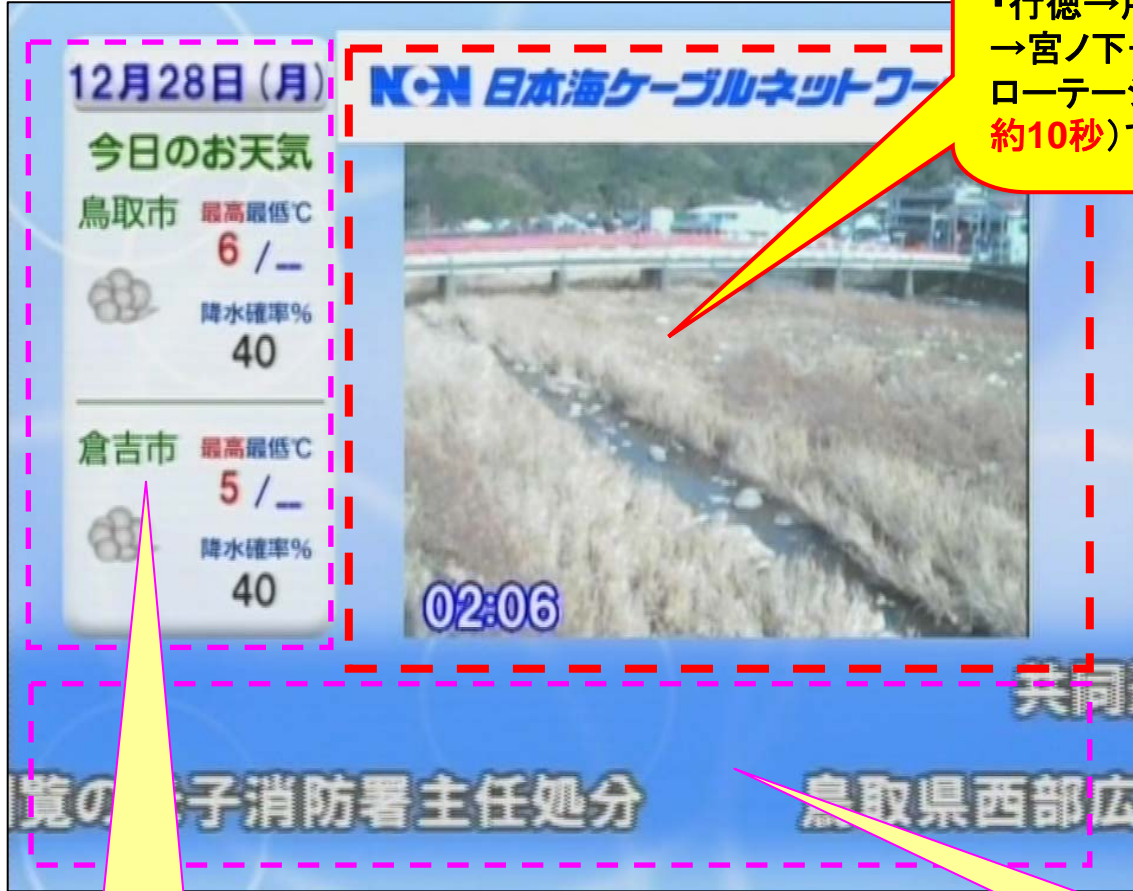 ・行徳→
→宮ノ下
ローテー
約10秒）
12月28日（月）
NCN 日本海ケーブルネットワー
今日のお天気
鳥取市 最高最低℃
6 / --
降水確率%
40
倉吉市 最高最低℃
5 / --
降水確率%
40
02:06
共同
覧の 子消防署主任処分 鳥取県西部広